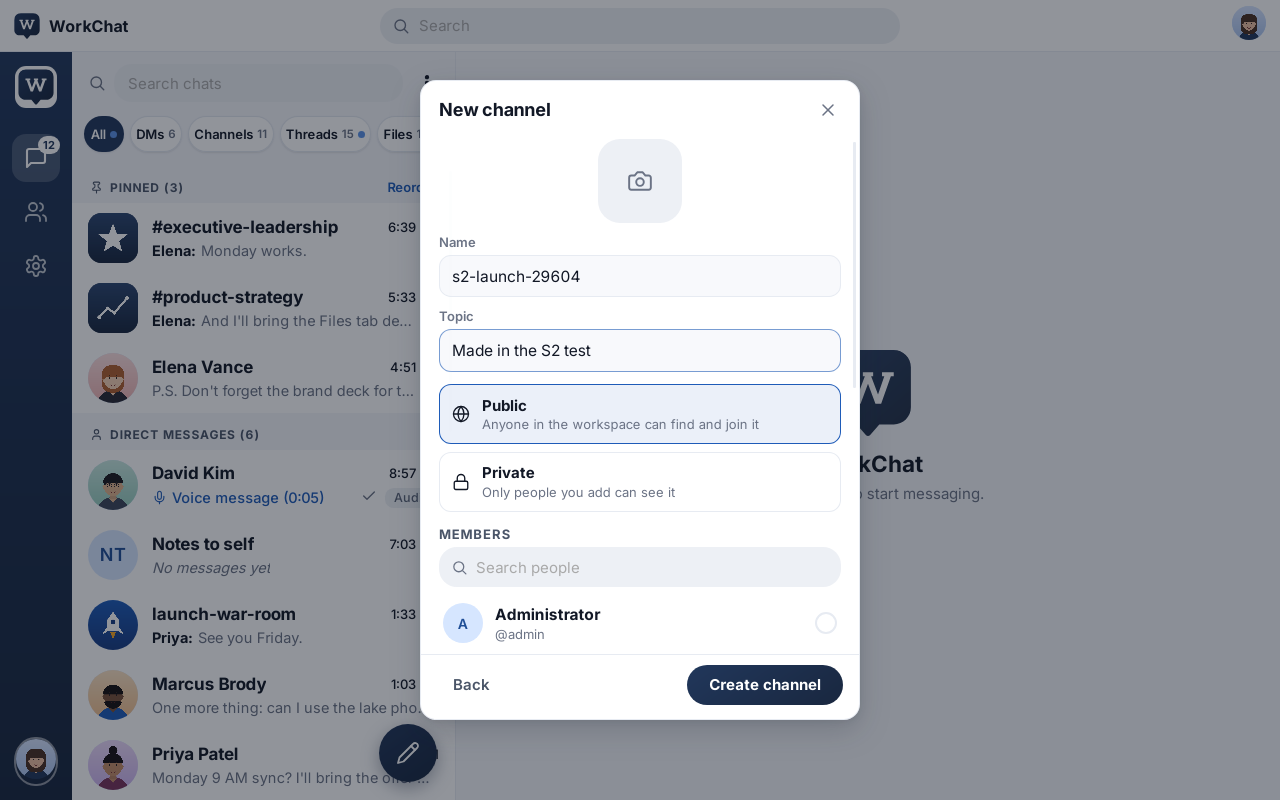 WorkChat
Search
12
Search chats
All
DMs 6
Channels 11
Threads 15
Files
PINNED (3)
#executive-leadership
6:39
Elena: Monday works.
#product-strategy
5:33
Elena: And I'll bring the Files tab de...
Elena Vance
4:51
P.S. Don't forget the brand deck for t...
DIRECT MESSAGES (6)
David Kim
8:57
Voice message (0:05)
NT
Notes to self
7:03
No messages yet
launch-war-room
1:33
Priya: See you Friday.
Marcus Brody
1:03
One more thing: can I use the lake pho...
Priya Patel
Monday 9 AM sync? I'll bring the
New channel
Name
s2-launch-29604
Topic
Made in the S2 test
Public
Anyone in the workspace can find and join it
Private
Only people you add can see it
MEMBERS
Search people
A
Administrator
@admin
Back
Create channel
W
start messaging.